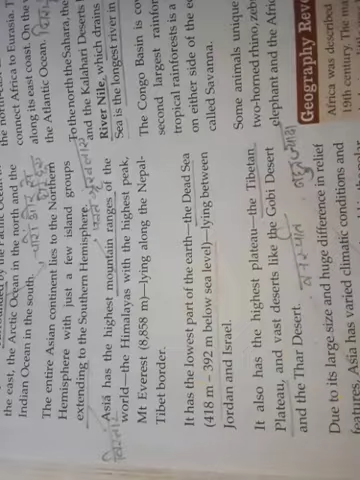 the east, the Arctic Ocean in the north and the
Indian Ocean in the south.
The entire Asian continent lies to the Northern
Hemisphere with just a few island groups
extending to the Southern Hemisphere.
Asia has the highest mountain ranges of the
world—the Himalayas with the highest peak,
Mt Everest (8,858 m)—lying along the Nepal-
Tibet border.
It has the lowest part of the earth—the Dead Sea
(418 m – 392 m below sea level)—lying between
Jordan and Israel.
It also has the highest plateau—the Tibetan
Plateau, and vast deserts like the Gobi Desert
and the Thar Desert.
Due to its large size and huge difference in relief
features, Asia has varied climatic conditions and
connect Africa to Eurasia. T
along its east coast. On the
the Atlantic Ocean.
To the north the Sahara, the
and the Kalahari Deserts
River Nile, which drains
Sea is the longest river in
The Congo Basin is cov
second largest rainfor
tropical rainforests is a
on either side of the
called Savanna.
Some animals unique
two-horned rhino, zeb
elephant and the Afric
Geography Reve
Africa was described
19th century. The ma